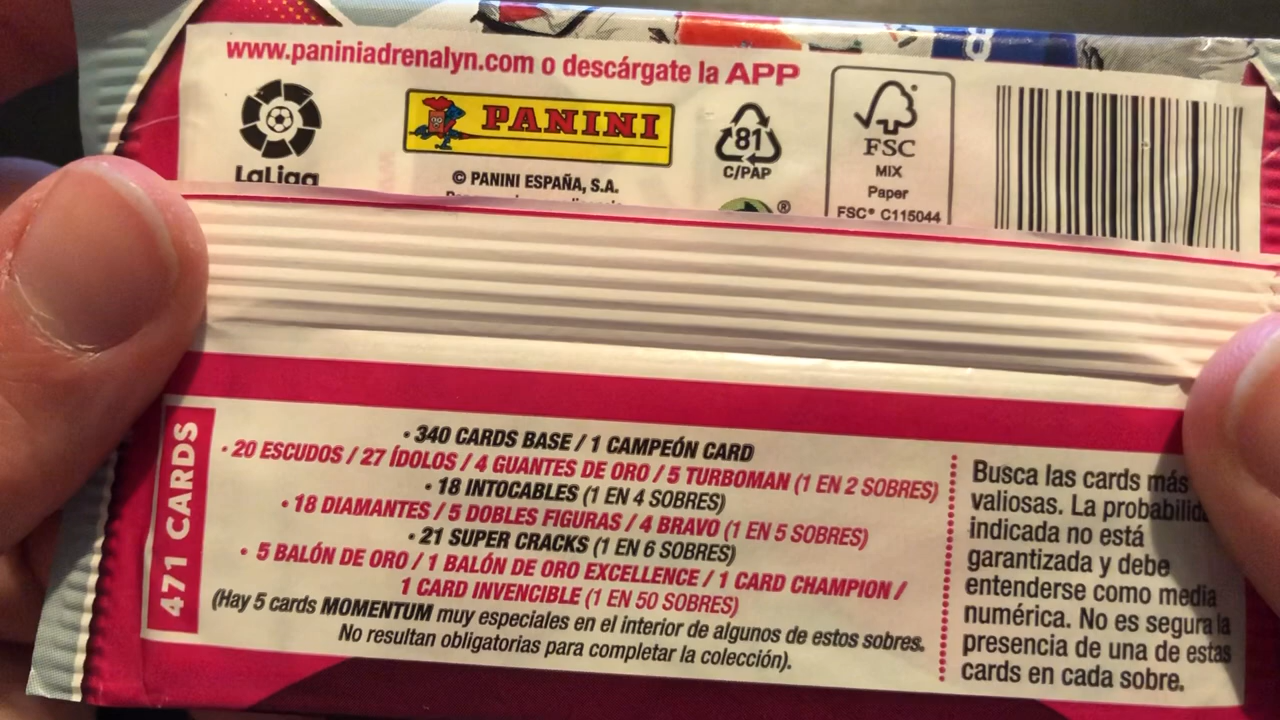 www.paniniadrenalyn.com o descárgate la APP
LaLiga
PANINI
© PANINI ESPAÑA, S.A.
81
C/PAP
®
FSC
MIX
Paper
FSC® C115044
471 CARDS
• 340 CARDS BASE / 1 CAMPEÓN CARD
• 20 ESCUDOS / 27 ÍDOLOS / 4 GUANTES DE ORO / 5 TURBOMAN (1 EN 2 SOBRES)
• 18 INTOCABLES (1 EN 4 SOBRES)
• 18 DIAMANTES / 5 DOBLES FIGURAS / 4 BRAVO (1 EN 5 SOBRES)
• 21 SUPER CRACKS (1 EN 6 SOBRES)
• 5 BALÓN DE ORO / 1 BALÓN DE ORO EXCELLENCE / 1 CARD CHAMPION /
1 CARD INVENCIBLE (1 EN 50 SOBRES)
(Hay 5 cards MOMENTUM muy especiales en el interior de algunos de estos sobres.
No resultan obligatorias para completar la colección).
Busca las cards más
valiosas. La probabilid
indicada no está
garantizada y debe
entenderse como media
numérica. No es segura la
presencia de una de estas
cards en cada sobre.